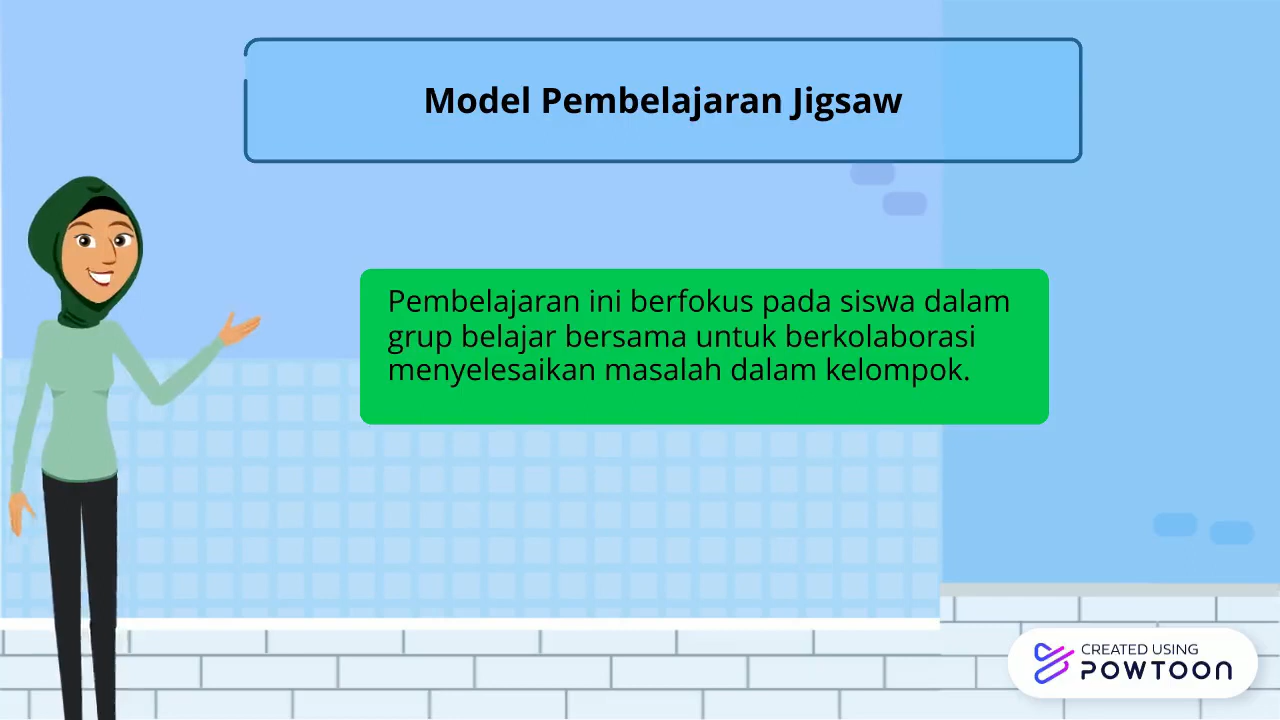 Model Pembelajaran Jigsaw
Pembelajaran ini berfokus pada siswa dalam
grup belajar bersama untuk berkolaborasi
menyelesaikan masalah dalam kelompok.
CREATED USING
POWTOON